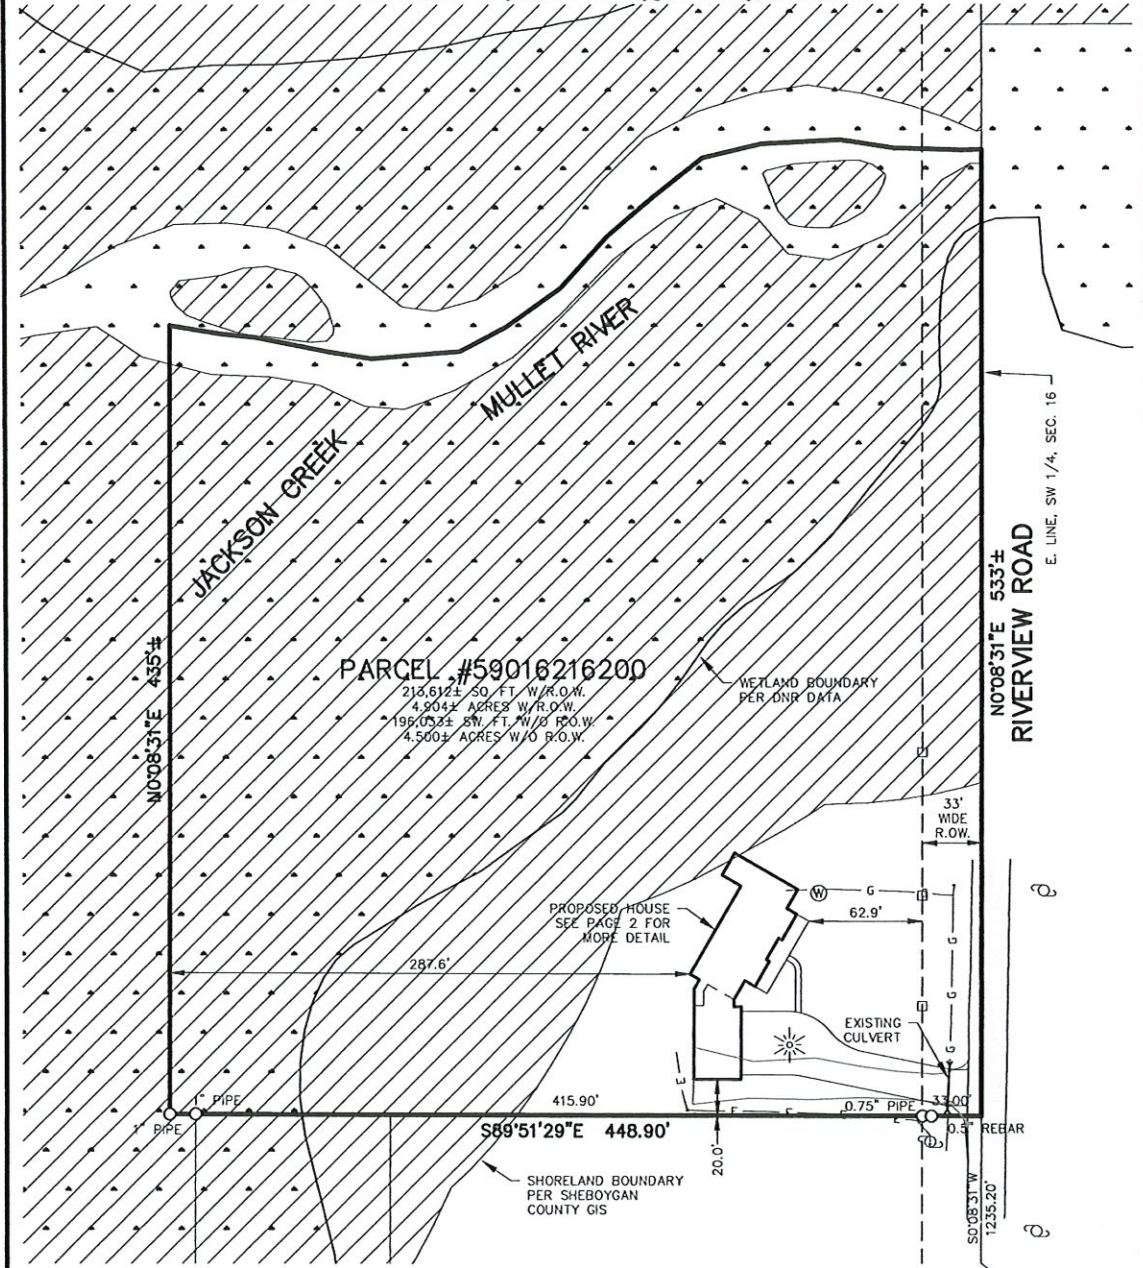 MULLET RIVER
JACKSON CREEK
E. LINE, SW 1/4, SEC. 16
N0°08'31"E 533'±
RIVERVIEW ROAD
N0°08'31"E 435'±
PARCEL #59016216200
213,612± SQ. FT. W/R.O.W.
4.904± ACRES W/R.O.W.
196,033± SW. FT. W/O R.O.W.
4.500± ACRES W/O R.O.W.
WETLAND BOUNDARY
PER DNR DATA
33'
WIDE
R.O.W.
W
G
62.9'
PROPOSED HOUSE
SEE PAGE 2 FOR
MORE DETAIL
G
287.6'
G
EXISTING
CULVERT
G
E
1" PIPE
415.90'
0.75" PIPE
33.00'
1" PIPE
E
E
E
0.5" REBAR
S89°51'29"E 448.90'
20.0'
SHORELAND BOUNDARY
PER SHEBOYGAN
COUNTY GIS
S0°08'31"W
1235.20'